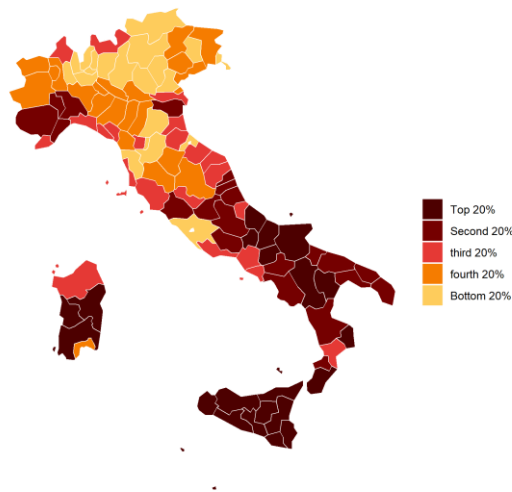 Top 20%
Second 20%
third 20%
fourth 20%
Bottom 20%